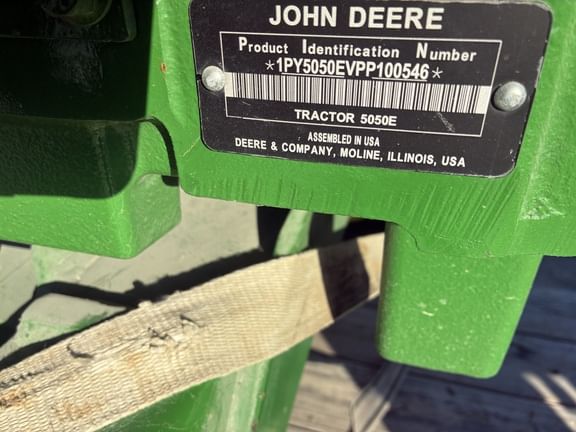 JOHN DEERE
Product Identification Number
*1PY5050EVPP100546*
TRACTOR 5050E
ASSEMBLED IN USA
DEERE & COMPANY, MOLINE, ILLINOIS, USA